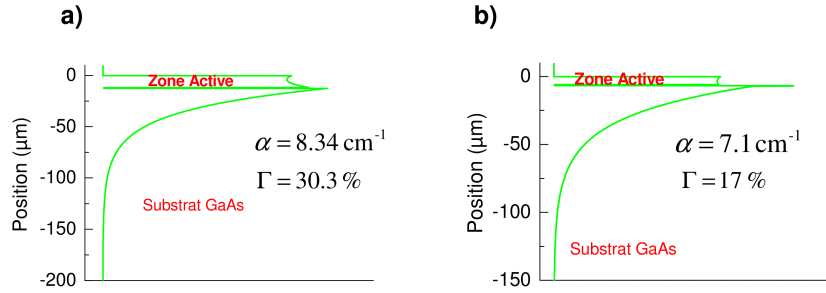 a)
0
-50
-100
-150
-200
Position (µm)
Zone Active
α = 8.34 cm⁻¹
Γ = 30.3 %
Substrat GaAs
b)
0
-50
-100
-150
Position (µm)
Zone Active
α = 7.1 cm⁻¹
Γ = 17 %
Substrat GaAs